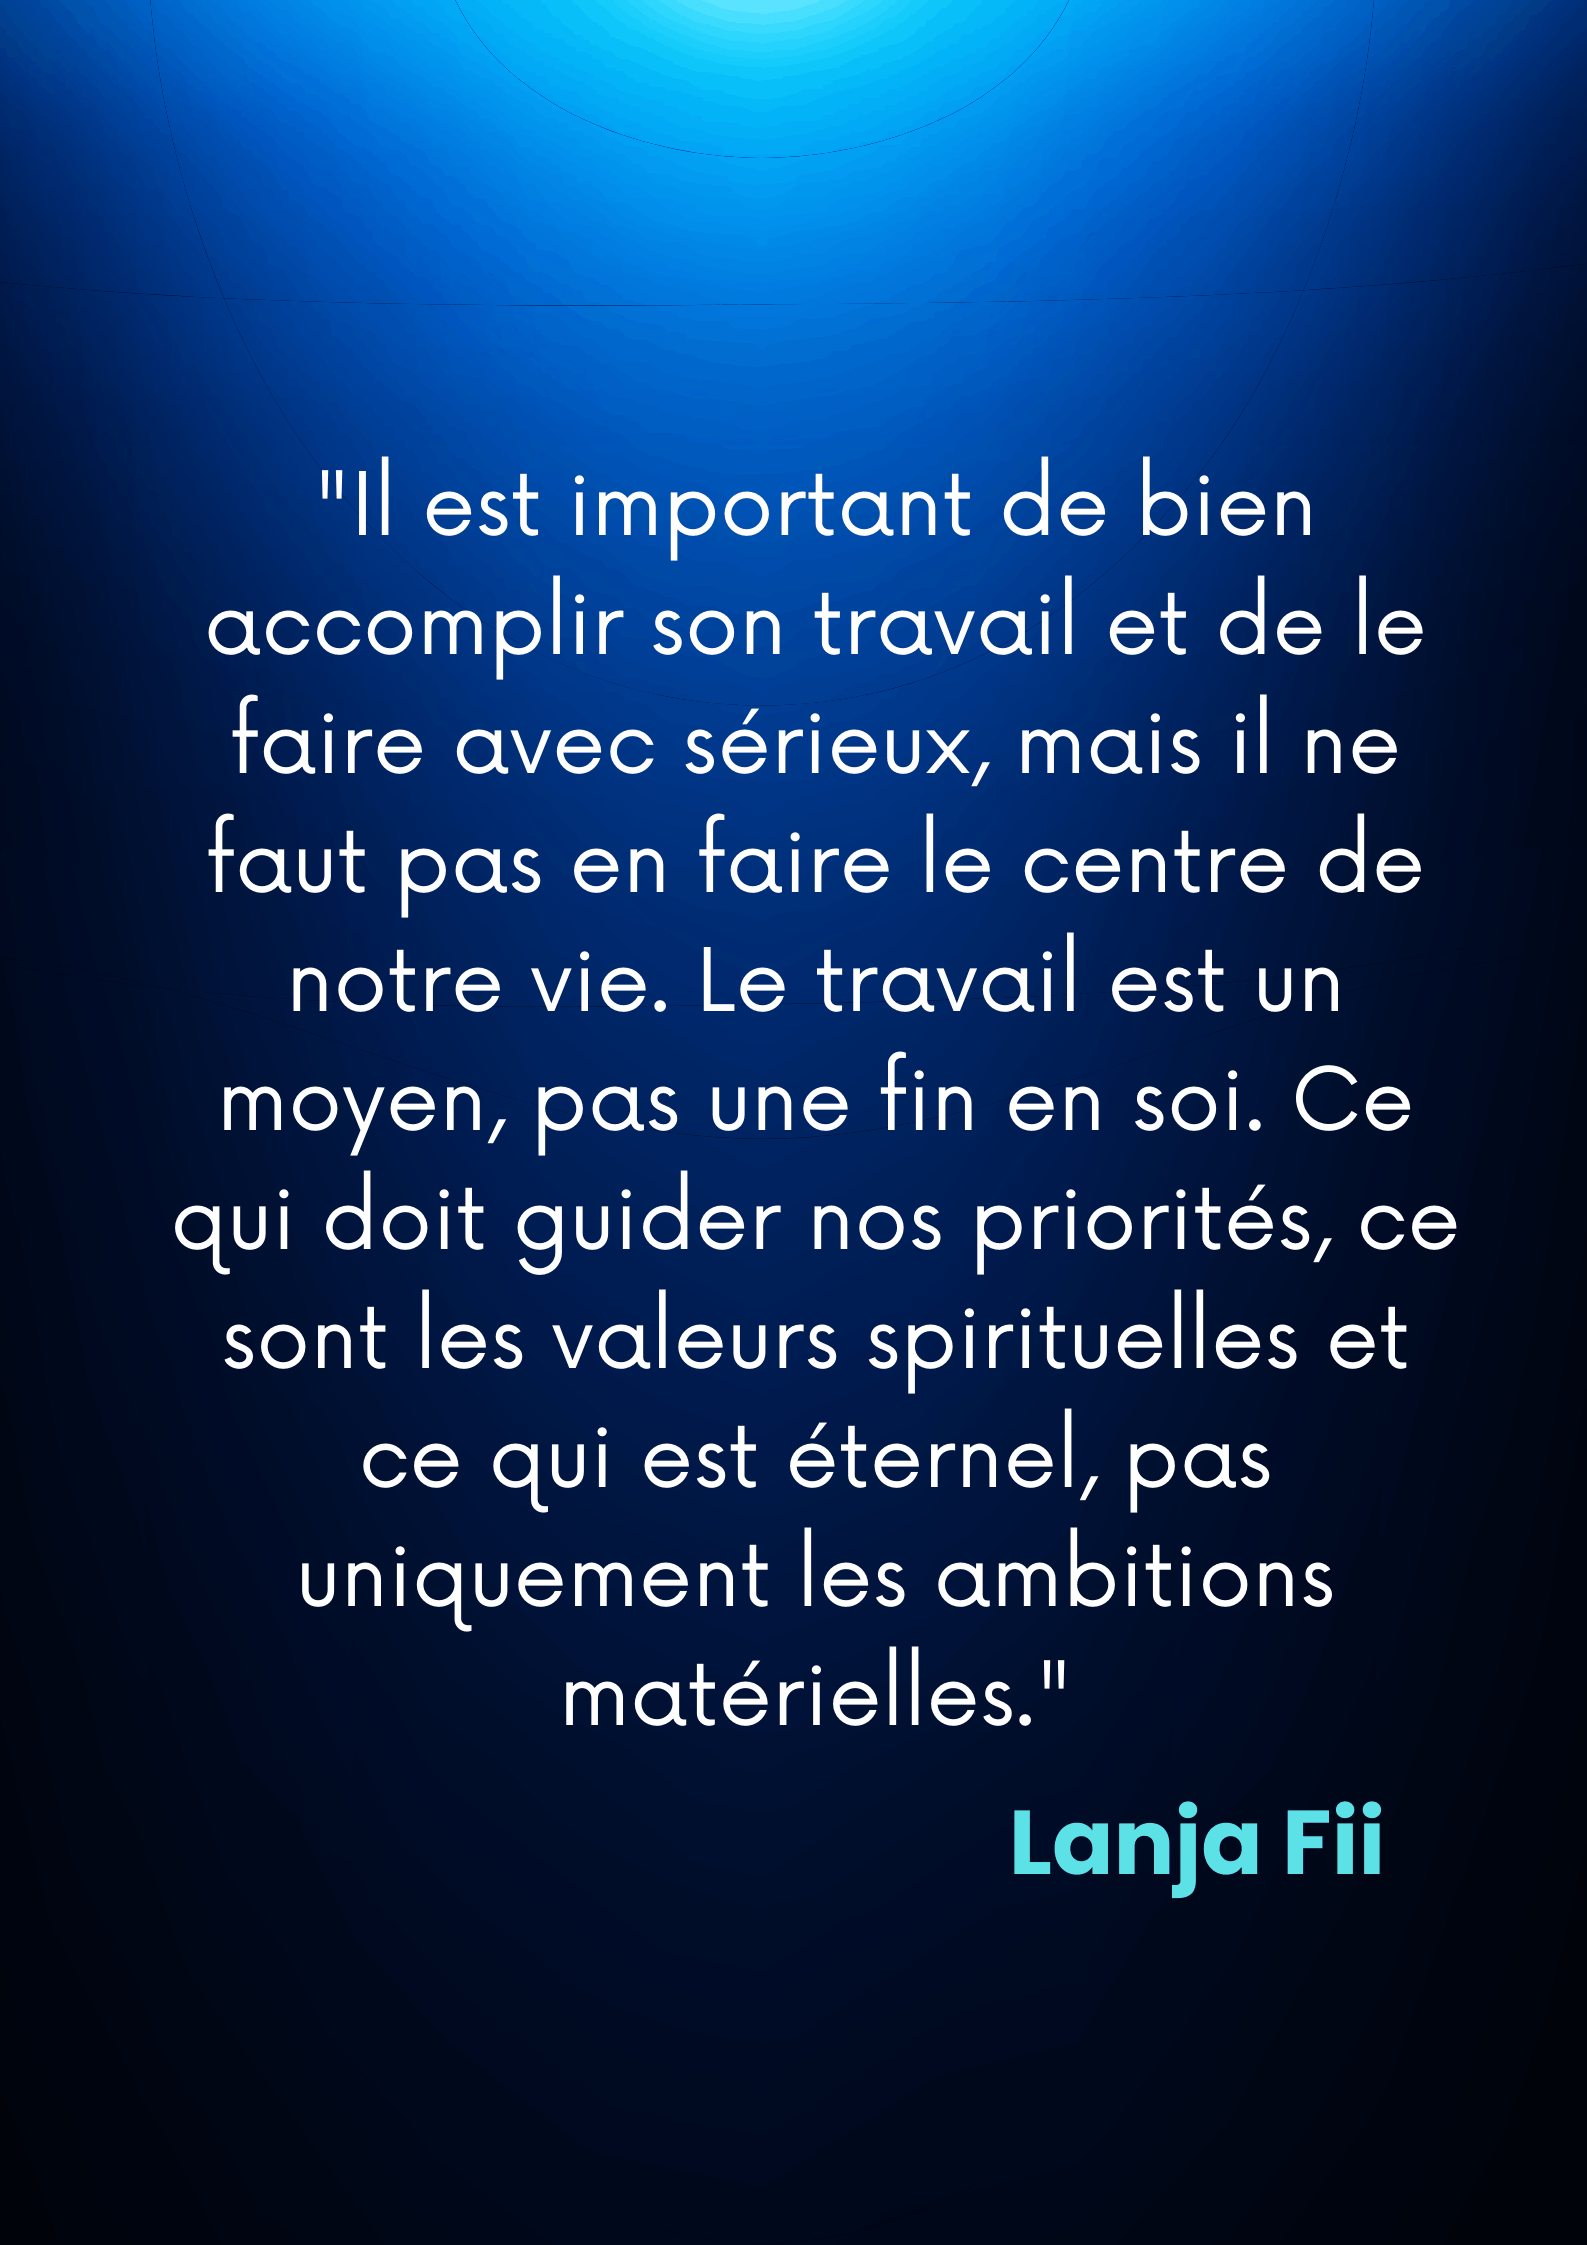 "Il est important de bien
accomplir son travail et de le
faire avec sérieux, mais il ne
faut pas en faire le centre de
notre vie. Le travail est un
moyen, pas une fin en soi. Ce
qui doit guider nos priorités, ce
sont les valeurs spirituelles et
ce qui est éternel, pas
uniquement les ambitions
matérielles."
Lanja Fii